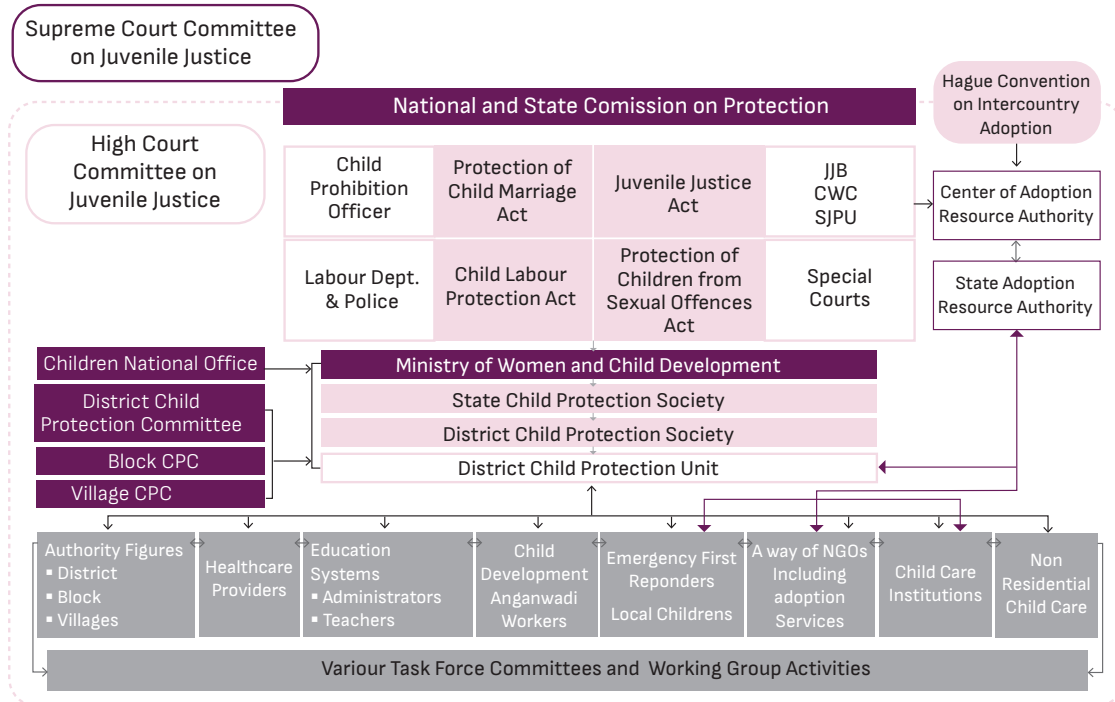 Supreme Court Committee
on Juvenile Justice
National and State Comission on Protection
Hague Convention
on Intercountry
Adoption
High Court
Committee on
Juvenile Justice
Child
Prohibition
Officer
Protection of
Child Marriage
Act
Juvenile Justice
Act
JJB
CWC
SJPU
Center of Adoption
Resource Authority
Labour Dept.
& Police
Child Labour
Protection Act
Protection of
Children from
Sexual Offences
Act
Special
Courts
State Adoption
Resource Authority
Children National Office
Ministry of Women and Child Development
District Child
Protection Committee
State Child Protection Society
District Child Protection Society
Block CPC
District Child Protection Unit
Village CPC
Authority Figures
▪ District
▪ Block
▪ Villages
Healthcare
Providers
Education
Systems
▪ Administrators
▪ Teachers
Child
Development
Anganwadi
Workers
Emergency First
Reponders
Local Childrens
A way of NGOs
Including
adoption
Services
Child Care
Institutions
Non
Residential
Child Care
Variour Task Force Committees and Working Group Activities